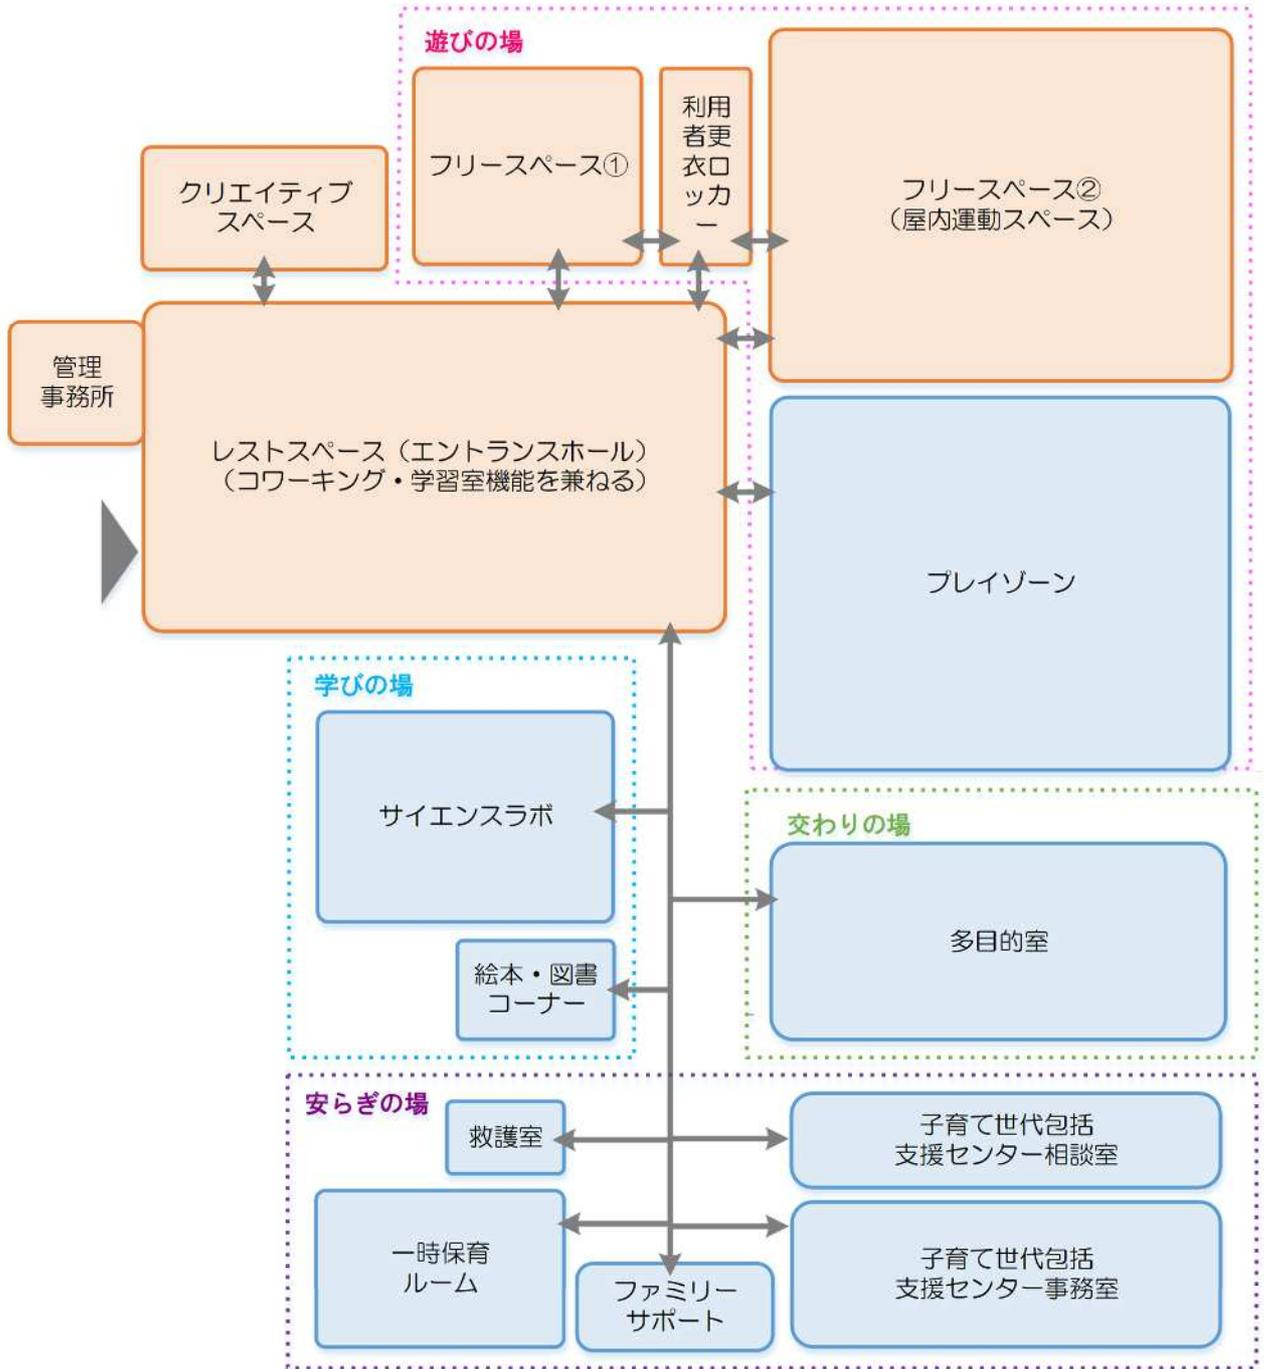 遊びの場
フリースペース①
利用
者更
衣ロ
ッカ
ー
フリースペース②
（屋内運動スペース）
クリエイティブ
スペース
管理
事務所
レストスペース（エントランスホール）
（コワーキング・学習室機能を兼ねる）
プレイゾーン
学びの場
サイエンスラボ
絵本・図書
コーナー
交わりの場
多目的室
安らぎの場
救護室
子育て世代包括
支援センター相談室
一時保育
ルーム
ファミリー
サポート
子育て世代包括
支援センター事務室